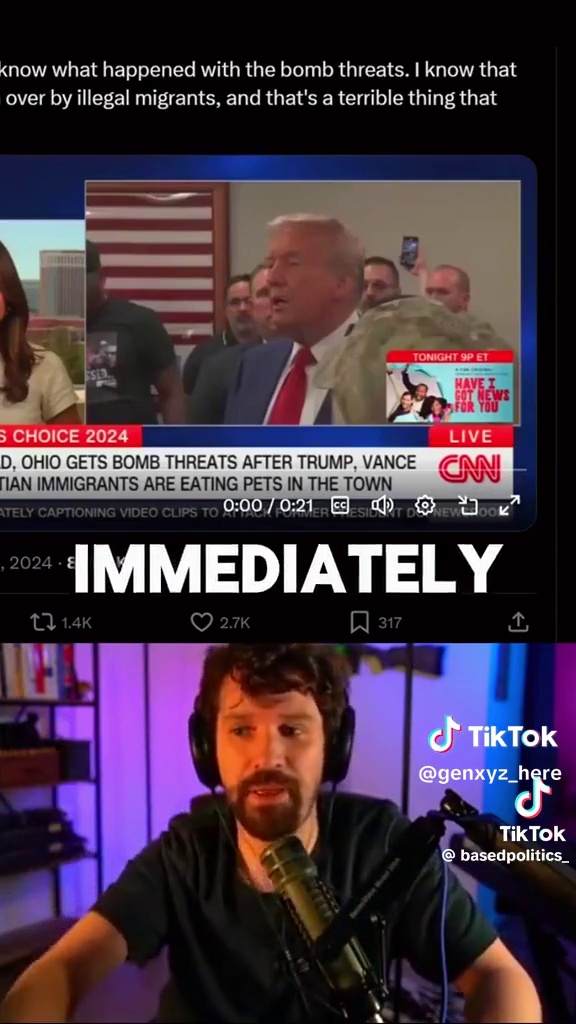 know what happened with the bomb threats. I know that
over by illegal migrants, and that's a terrible thing that
TONIGHT 9P ET
HAVE I
GOT NEWS
FOR YOU
S CHOICE 2024
LIVE
D, OHIO GETS BOMB THREATS AFTER TRUMP, VANCE
TIAN IMMIGRANTS ARE EATING PETS IN THE TOWN
CNN
0:00 / 0:21
CC
ATELY CAPTIONING VIDEO CLIPS TO ATTACK FORMER PRESIDENT DO
, 2024 ·
IMMEDIATELY
1.4K
2.7K
317
TikTok
@genxyz_here
TikTok
@ basedpolitics_